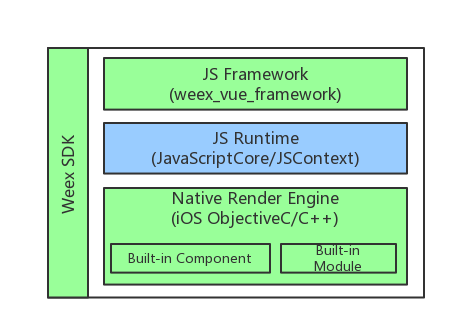 Weex SDK
JS Framework
(weex_vue_framework)
JS Runtime
(JavaScriptCore/JSContext)
Native Render Engine
(iOS ObjectiveC/C++)
Built-in Component
Built-in
Module